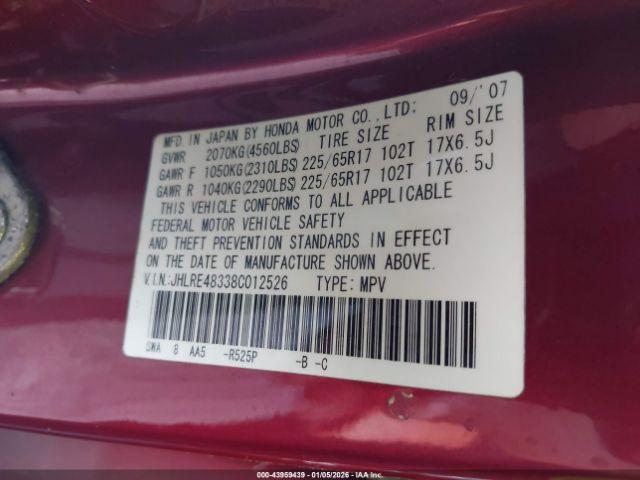 MFD. IN JAPAN BY HONDA MOTOR CO.,LTD; 09/'07
GVWR 2070KG(4560LBS) TIRE SIZE RIM SIZE
GAWR F 1050KG(2310LBS) 225/65R17 102T 17X6.5J
GAWR R 1040KG(2290LBS) 225/65R17 102T 17X6.5J
THIS VEHICLE CONFORMS TO ALL APPLICABLE
FEDERAL MOTOR VEHICLE SAFETY
AND THEFT PREVENTION STANDARDS IN EFFECT
ON DATE OF MANUFACTURE SHOWN ABOVE.
V.I.N.:JHLRE48338C012526 TYPE: MPV
SWA 8 AA5 -R525P -B -C
000-43959439 - 01/05/2026 - IAAI.COM